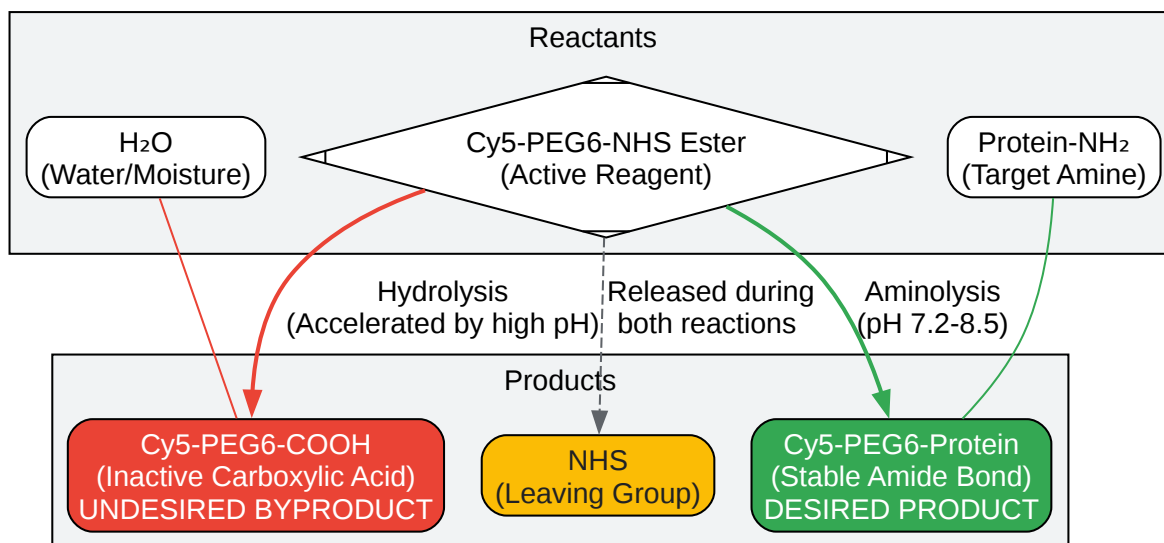 Reactants
H₂O
(Water/Moisture)
Cy5-PEG6-NHS Ester
(Active Reagent)
Protein-NH₂
(Target Amine)
Hydrolysis
(Accelerated by high pH)
Released during
both reactions
Aminolysis
(pH 7.2-8.5)
Products
Cy5-PEG6-COOH
(Inactive Carboxylic Acid)
UNDESIRED BYPRODUCT
NHS
(Leaving Group)
Cy5-PEG6-Protein
(Stable Amide Bond)
DESIRED PRODUCT